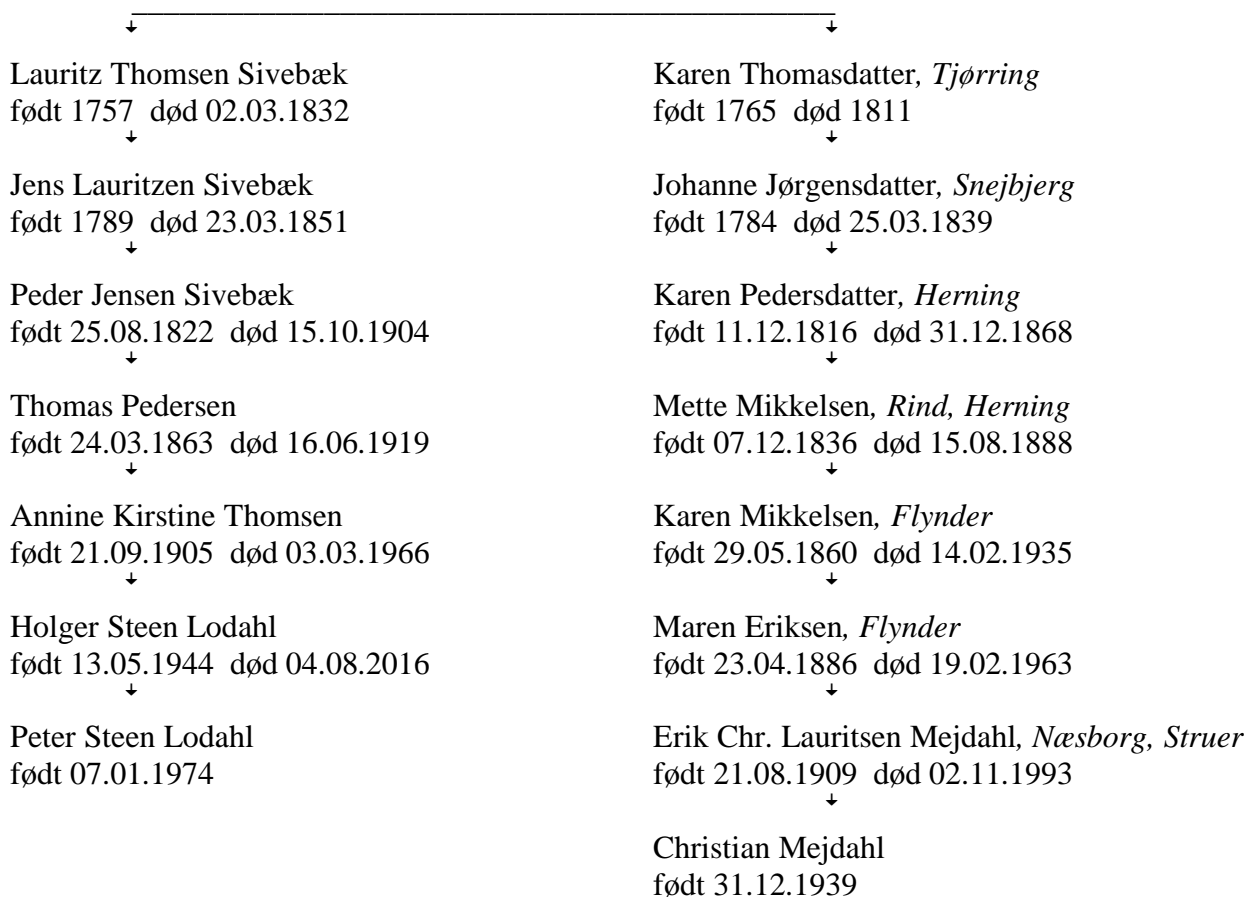 Lauritz Thomsen Sivebæk
født 1757 død 02.03.1832
Jens Lauritzen Sivebæk
født 1789 død 23.03.1851
Peder Jensen Sivebæk
født 25.08.1822 død 15.10.1904
Thomas Pedersen
født 24.03.1863 død 16.06.1919
Annine Kirstine Thomsen
født 21.09.1905 død 03.03.1966
Holger Steen Lodahl
født 13.05.1944 død 04.08.2016
Peter Steen Lodahl
født 07.01.1974
Karen Thomasdatter, Tjørring
født 1765 død 1811
Johanne Jørgensdatter, Snejbjerg
født 1784 død 25.03.1839
Karen Pedersdatter, Herning
født 11.12.1816 død 31.12.1868
Mette Mikkelsen, Rind, Herning
født 07.12.1836 død 15.08.1888
Karen Mikkelsen, Flynder
født 29.05.1860 død 14.02.1935
Maren Eriksen, Flynder
født 23.04.1886 død 19.02.1963
Erik Chr. Lauritsen Mejdahl, Næsborg, Struer
født 21.08.1909 død 02.11.1993
Christian Mejdahl
født 31.12.1939